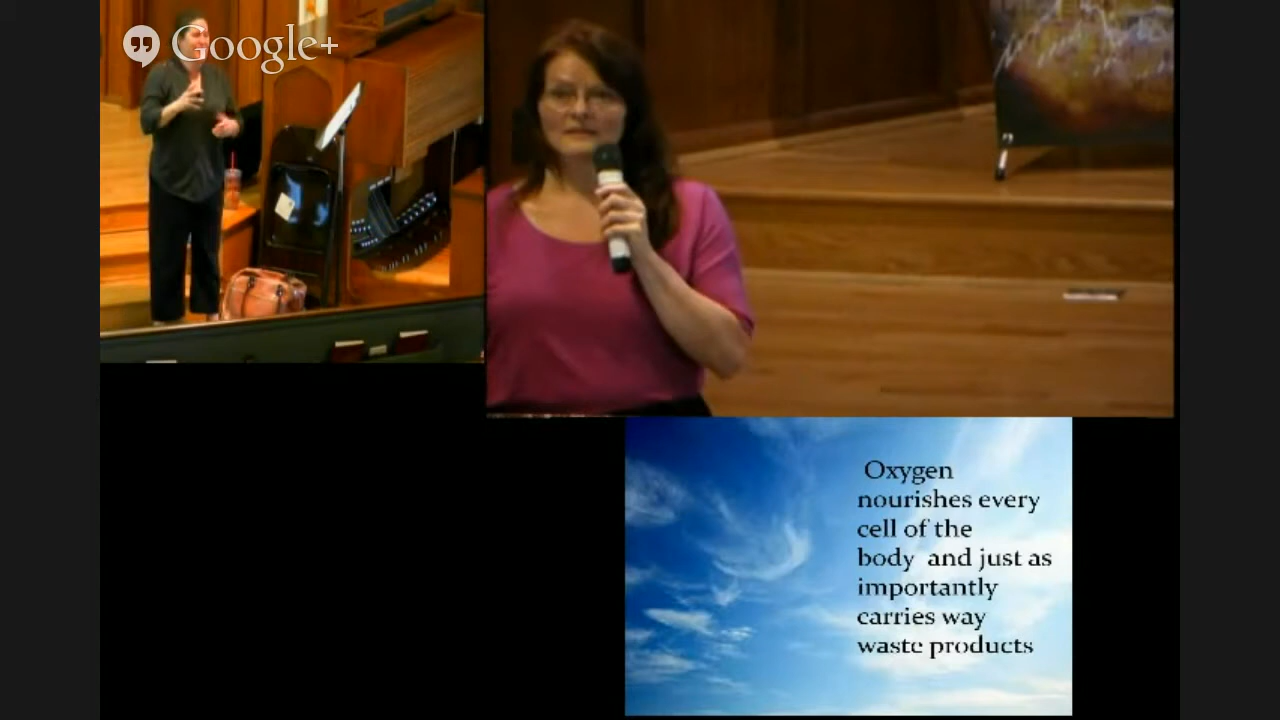 Google+
Oxygen
nourishes every
cell of the
body and just as
importantly
carries way
waste products